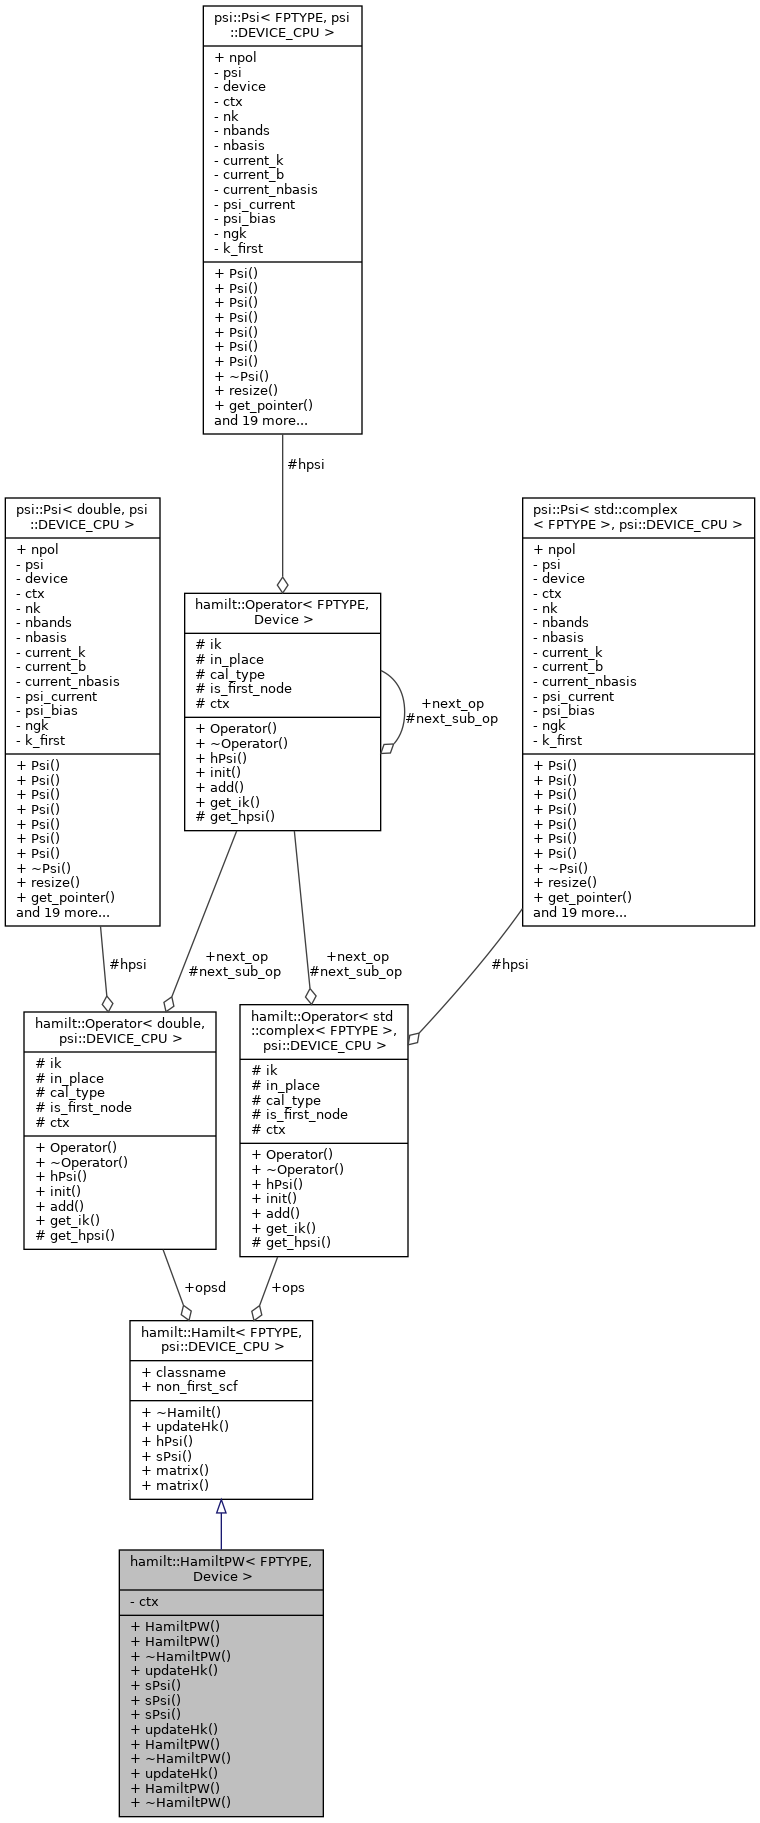 psi::Psi< FPTYPE, psi
::DEVICE_CPU >
+ npol
- psi
- device
- ctx
- nk
- nbands
- nbasis
- current_k
- current_b
- current_nbasis
- psi_current
- psi_bias
- ngk
- k_first
+ Psi()
+ Psi()
+ Psi()
+ Psi()
+ Psi()
+ Psi()
+ Psi()
+ ~Psi()
+ resize()
+ get_pointer()
and 19 more...
#hpsi
psi::Psi< double, psi
::DEVICE_CPU >
+ npol
- psi
- device
- ctx
- nk
- nbands
- nbasis
- current_k
- current_b
- current_nbasis
- psi_current
- psi_bias
- ngk
- k_first
+ Psi()
+ Psi()
+ Psi()
+ Psi()
+ Psi()
+ Psi()
+ Psi()
+ ~Psi()
+ resize()
+ get_pointer()
and 19 more...
hamilt::Operator< FPTYPE,
Device >
# ik
# in_place
# cal_type
# is_first_node
# ctx
+ Operator()
+ ~Operator()
+ hPsi()
+ init()
+ add()
+ get_ik()
# get_hpsi()
+next_op
#next_sub_op
psi::Psi< std::complex
< FPTYPE >, psi::DEVICE_CPU >
+ npol
- psi
- device
- ctx
- nk
- nbands
- nbasis
- current_k
- current_b
- current_nbasis
- psi_current
- psi_bias
- ngk
- k_first
+ Psi()
+ Psi()
+ Psi()
+ Psi()
+ Psi()
+ Psi()
+ Psi()
+ ~Psi()
+ resize()
+ get_pointer()
and 19 more...
#hpsi
+next_op
#next_sub_op
+next_op
#next_sub_op
#hpsi
hamilt::Operator< double,
psi::DEVICE_CPU >
# ik
# in_place
# cal_type
# is_first_node
# ctx
+ Operator()
+ ~Operator()
+ hPsi()
+ init()
+ add()
+ get_ik()
# get_hpsi()
hamilt::Operator< std
::complex< FPTYPE >,
psi::DEVICE_CPU >
# ik
# in_place
# cal_type
# is_first_node
# ctx
+ Operator()
+ ~Operator()
+ hPsi()
+ init()
+ add()
+ get_ik()
# get_hpsi()
+opsd
+ops
hamilt::Hamilt< FPTYPE,
psi::DEVICE_CPU >
+ classname
+ non_first_scf
+ ~Hamilt()
+ updateHk()
+ hPsi()
+ sPsi()
+ matrix()
+ matrix()
hamilt::HamiltPW< FPTYPE,
Device >
- ctx
+ HamiltPW()
+ HamiltPW()
+ ~HamiltPW()
+ updateHk()
+ sPsi()
+ sPsi()
+ sPsi()
+ updateHk()
+ HamiltPW()
+ ~HamiltPW()
+ updateHk()
+ HamiltPW()
+ ~HamiltPW()